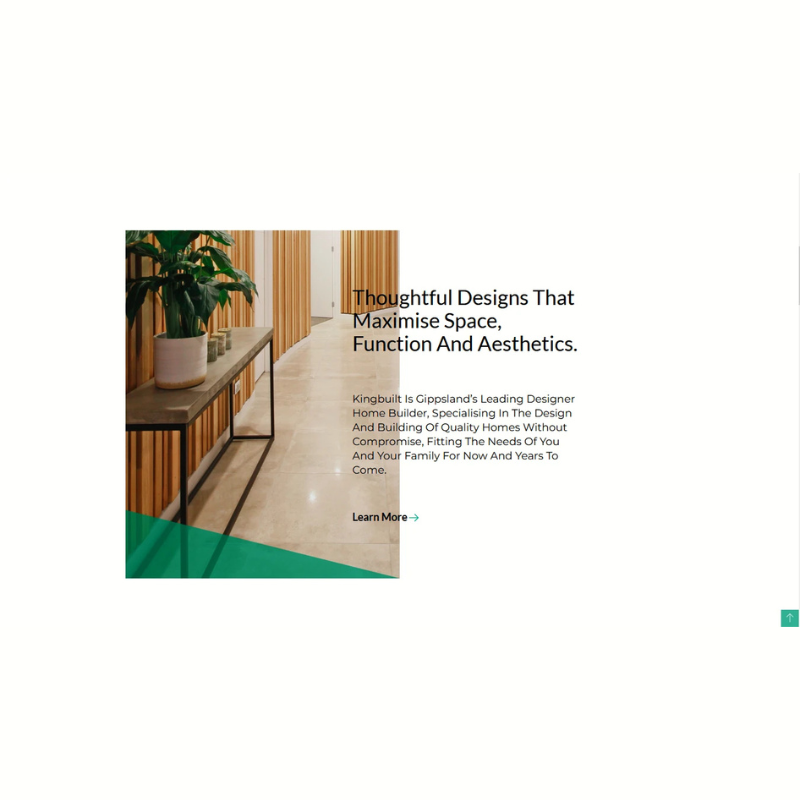 Thoughtful Designs That
Maximise Space,
Function And Aesthetics.
Kingbuilt Is Gippsland's Leading Designer
Home Builder, Specialising In The Design
And Building Of Quality Homes Without
Compromise, Fitting The Needs Of You
And Your Family For Now And Years To
Come.
Learn More